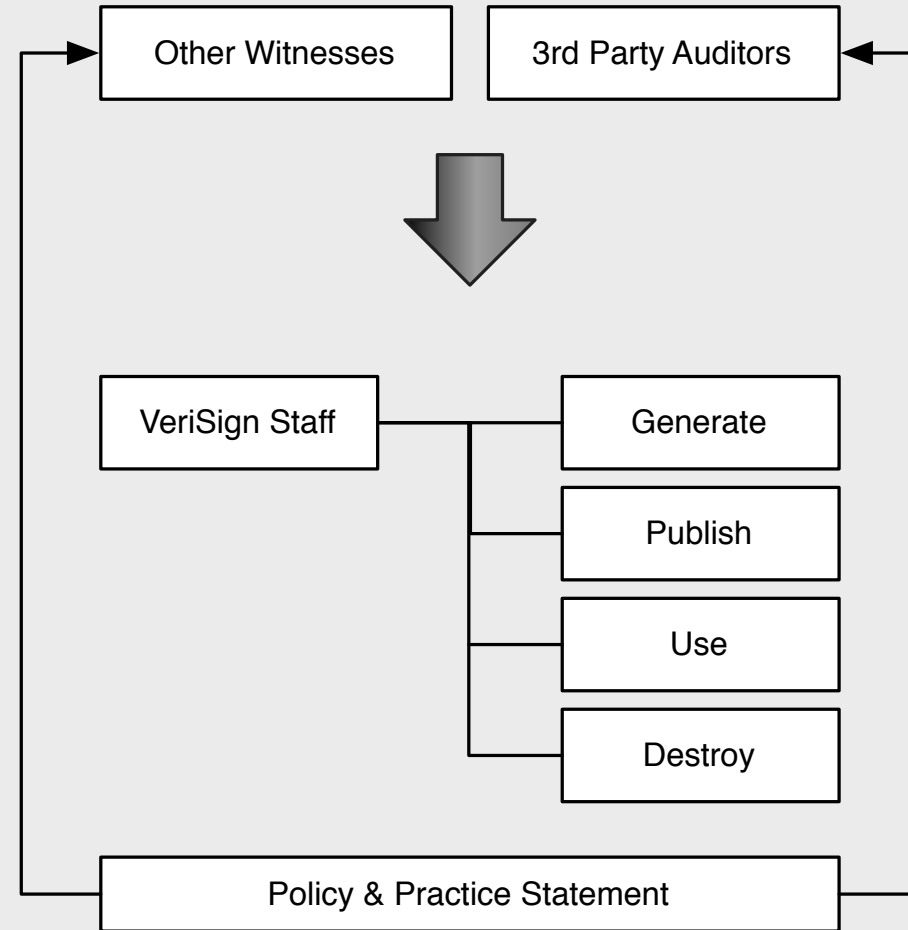 Other Witnesses
3rd Party Auditors
VeriSign Staff
Generate
Publish
Use
Destroy
Policy & Practice Statement